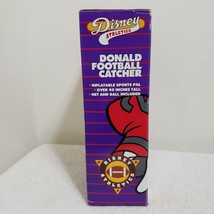 Disney
ATHLETICS
DONALD
FOOTBALL
CATCHER
• INFLATABLE SPORTS PAL
• OVER 40 INCHES TALL
• NET AND BALL INCLUDED
DISNEY
ATHLETICS